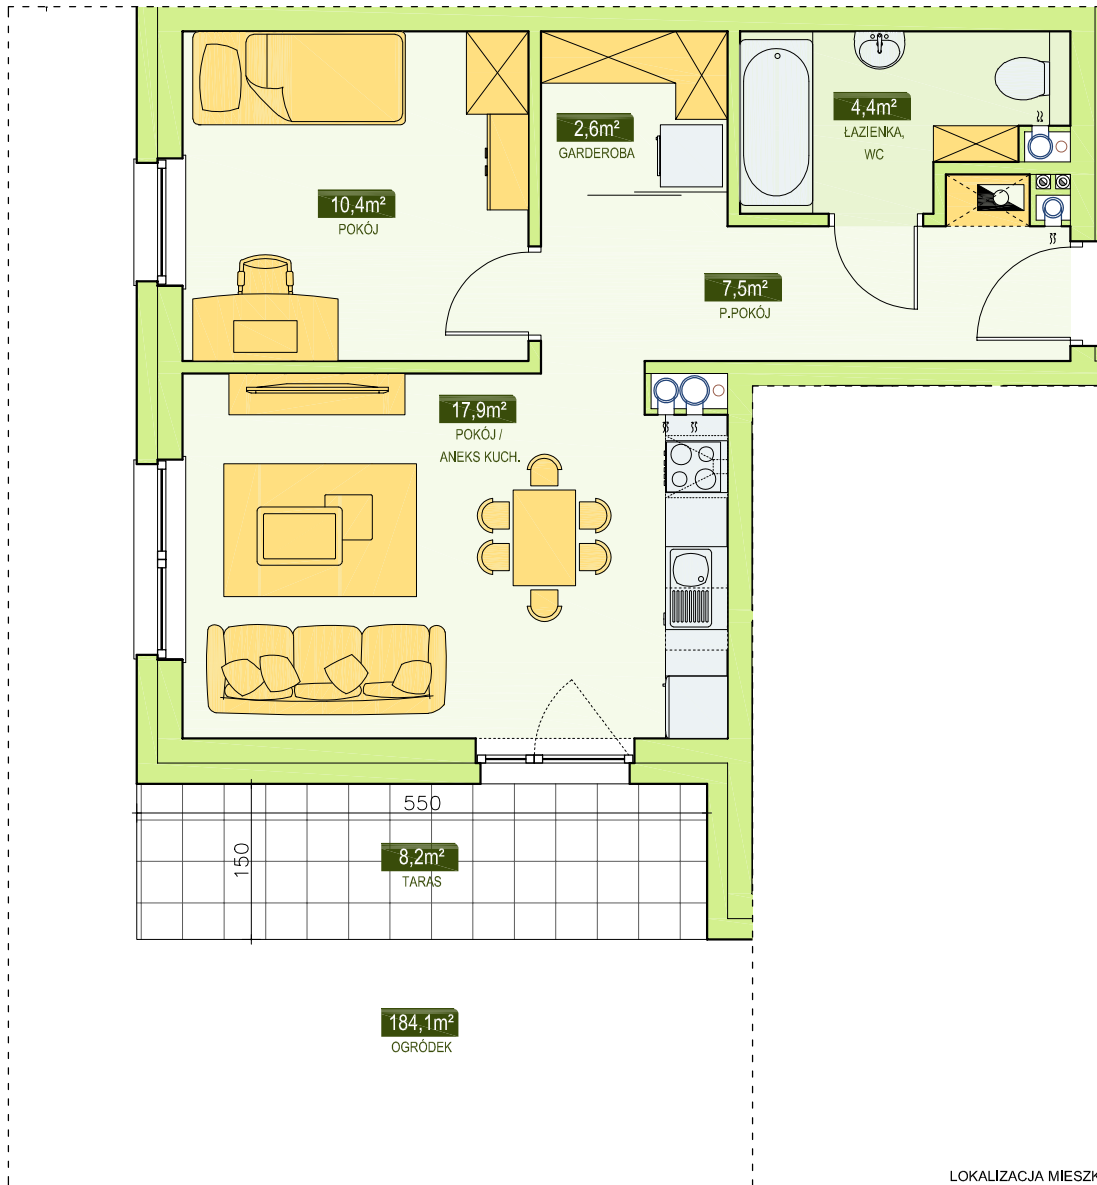 4,4m²
ŁAZIENKA,
WC
2,6m²
GARDEROBA
10,4m²
POKÓJ
7,5m²
P.POKÓJ
17,9m²
POKÓJ /
ANEKS KUCH.
550
150
8,2m²
TARAS
184,1m²
OGRÓDEK
LOKALIZACJA MIESZK